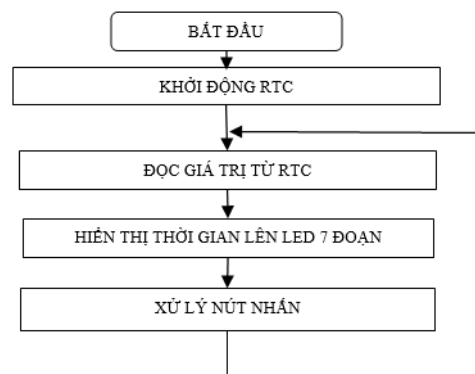 BẮT ĐẦU
KHỞI ĐỘNG RTC
ĐỌC GIÁ TRỊ TỪ RTC
HIỂN THỊ THỜI GIAN LÊN LED 7 ĐOẠN
XỬ LÝ NÚT NHẤN